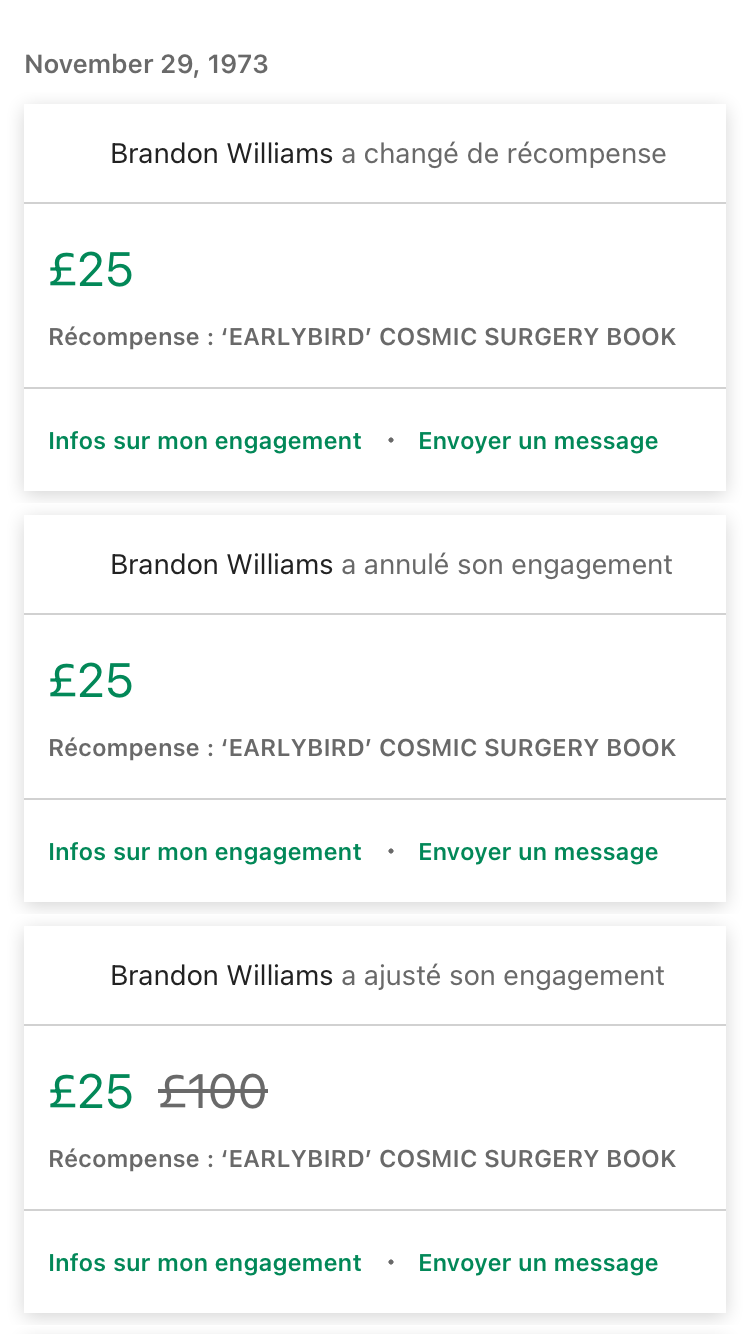 November 29, 1973
Brandon Williams a changé de récompense
£25
Récompense : ‘EARLYBIRD’ COSMIC SURGERY BOOK
Infos sur mon engagement • Envoyer un message
Brandon Williams a annulé son engagement
£25
Récompense : ‘EARLYBIRD’ COSMIC SURGERY BOOK
Infos sur mon engagement • Envoyer un message
Brandon Williams a ajusté son engagement
£25 £100
Récompense : ‘EARLYBIRD’ COSMIC SURGERY BOOK
Infos sur mon engagement • Envoyer un message